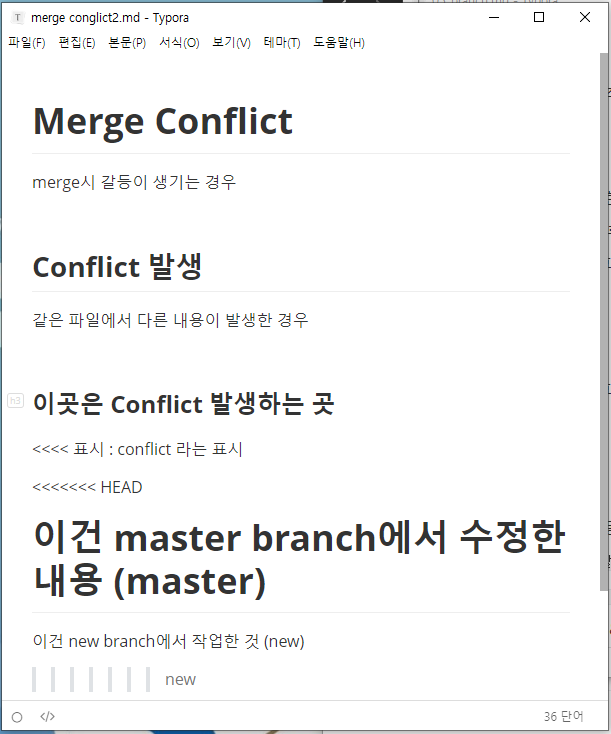 merge conglict2.md - Typora
파일(F) 편집(E) 본문(P) 서식(O) 보기(V) 테마(T) 도움말(H)
Merge Conflict
merge시 갈등이 생기는 경우
Conflict 발생
같은 파일에서 다른 내용이 발생한 경우
h3
이곳은 Conflict 발생하는 곳
<<<< 표시 : conflict 라는 표시
<<<<<<< HEAD
이건 master branch에서 수정한
내용 (master)
이건 new branch에서 작업한 것 (new)
new
36 단어